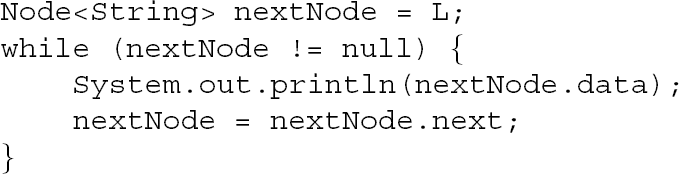 Node<String> nextNode = L;
while (nextNode != null) {
    System.out.println(nextNode.data);
    nextNode = nextNode.next;
}